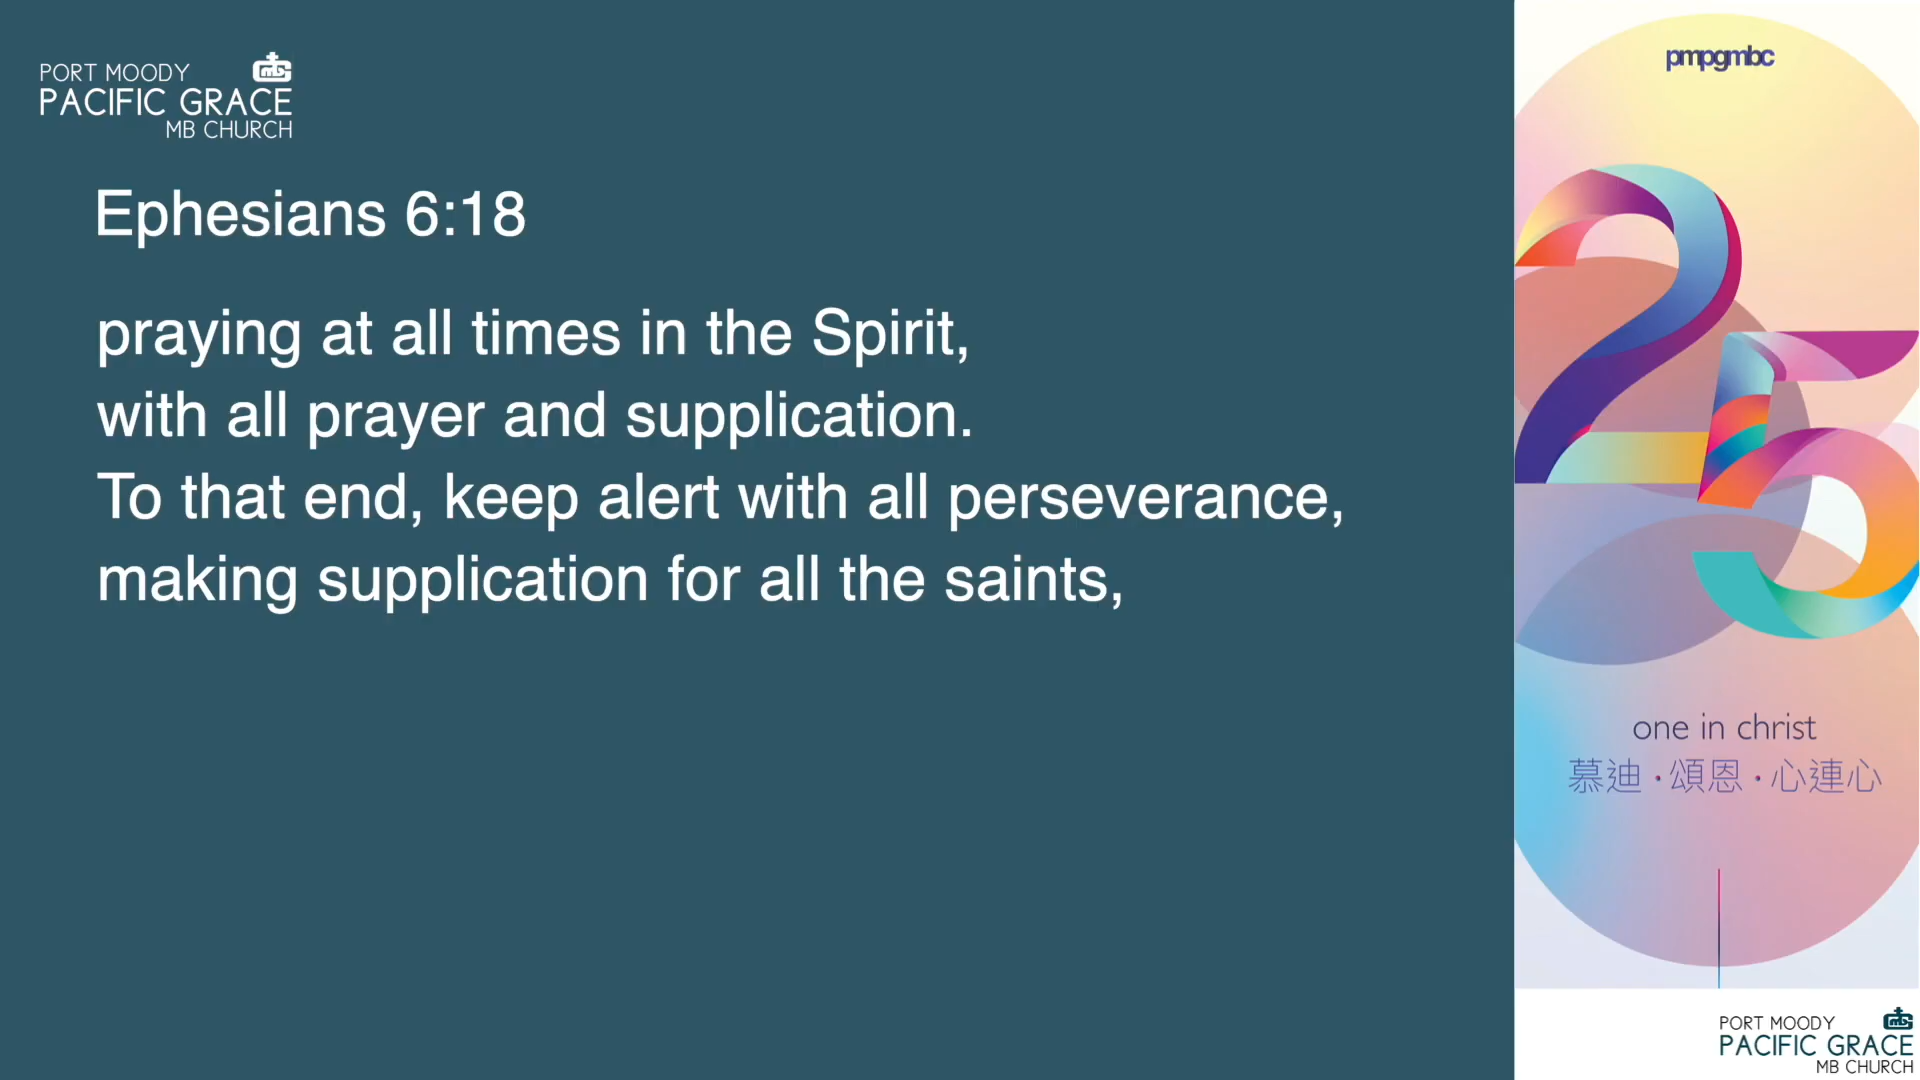 PORT MOODY
PACIFIC GRACE
MB CHURCH
Ephesians 6:18
praying at all times in the Spirit,
with all prayer and supplication.
To that end, keep alert with all perseverance,
making supplication for all the saints,
pmpgmbc
25
one in christ
慕迪·頌恩·心連心
PORT MOODY
PACIFIC GRACE
MB CHURCH